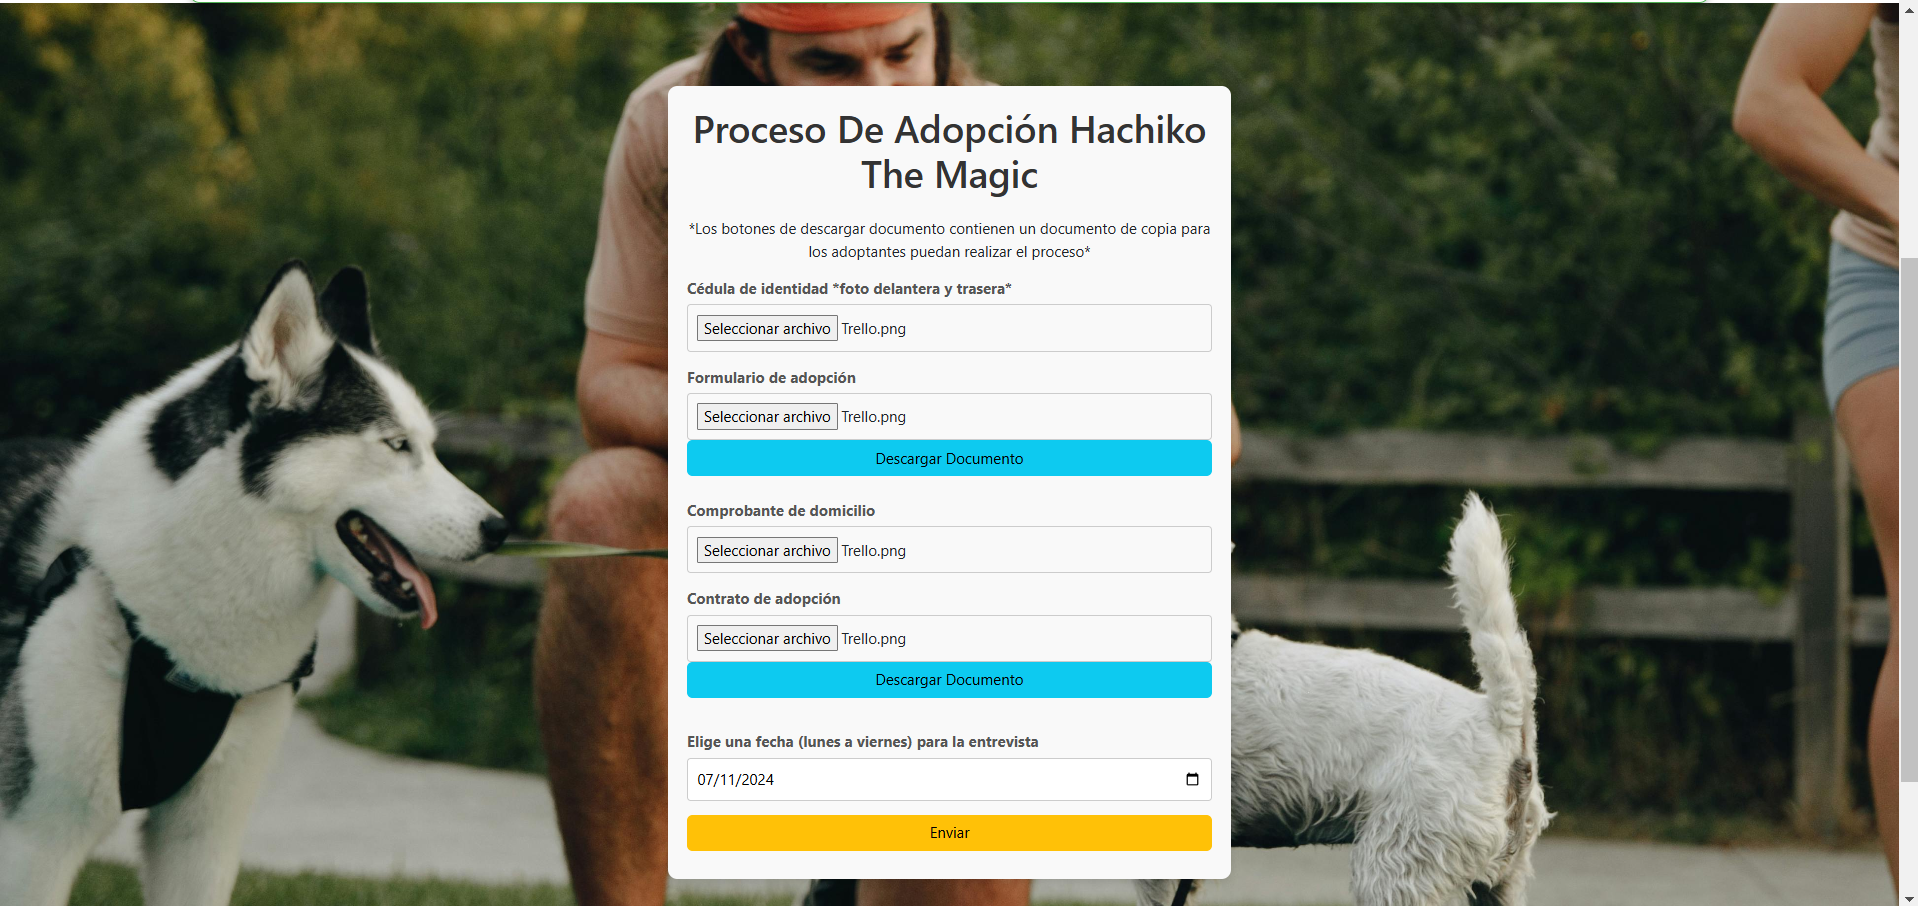 Proceso De Adopción Hachiko
The Magic
*Los botones de descargar documento contienen un documento de copia para
los adoptantes puedan realizar el proceso*
Cédula de identidad *foto delantera y trasera*
Seleccionar archivo Trello.png
Formulario de adopción
Seleccionar archivo Trello.png
Descargar Documento
Comprobante de domicilio
Seleccionar archivo Trello.png
Contrato de adopción
Seleccionar archivo Trello.png
Descargar Documento
Elige una fecha (lunes a viernes) para la entrevista
07/11/2024
Enviar